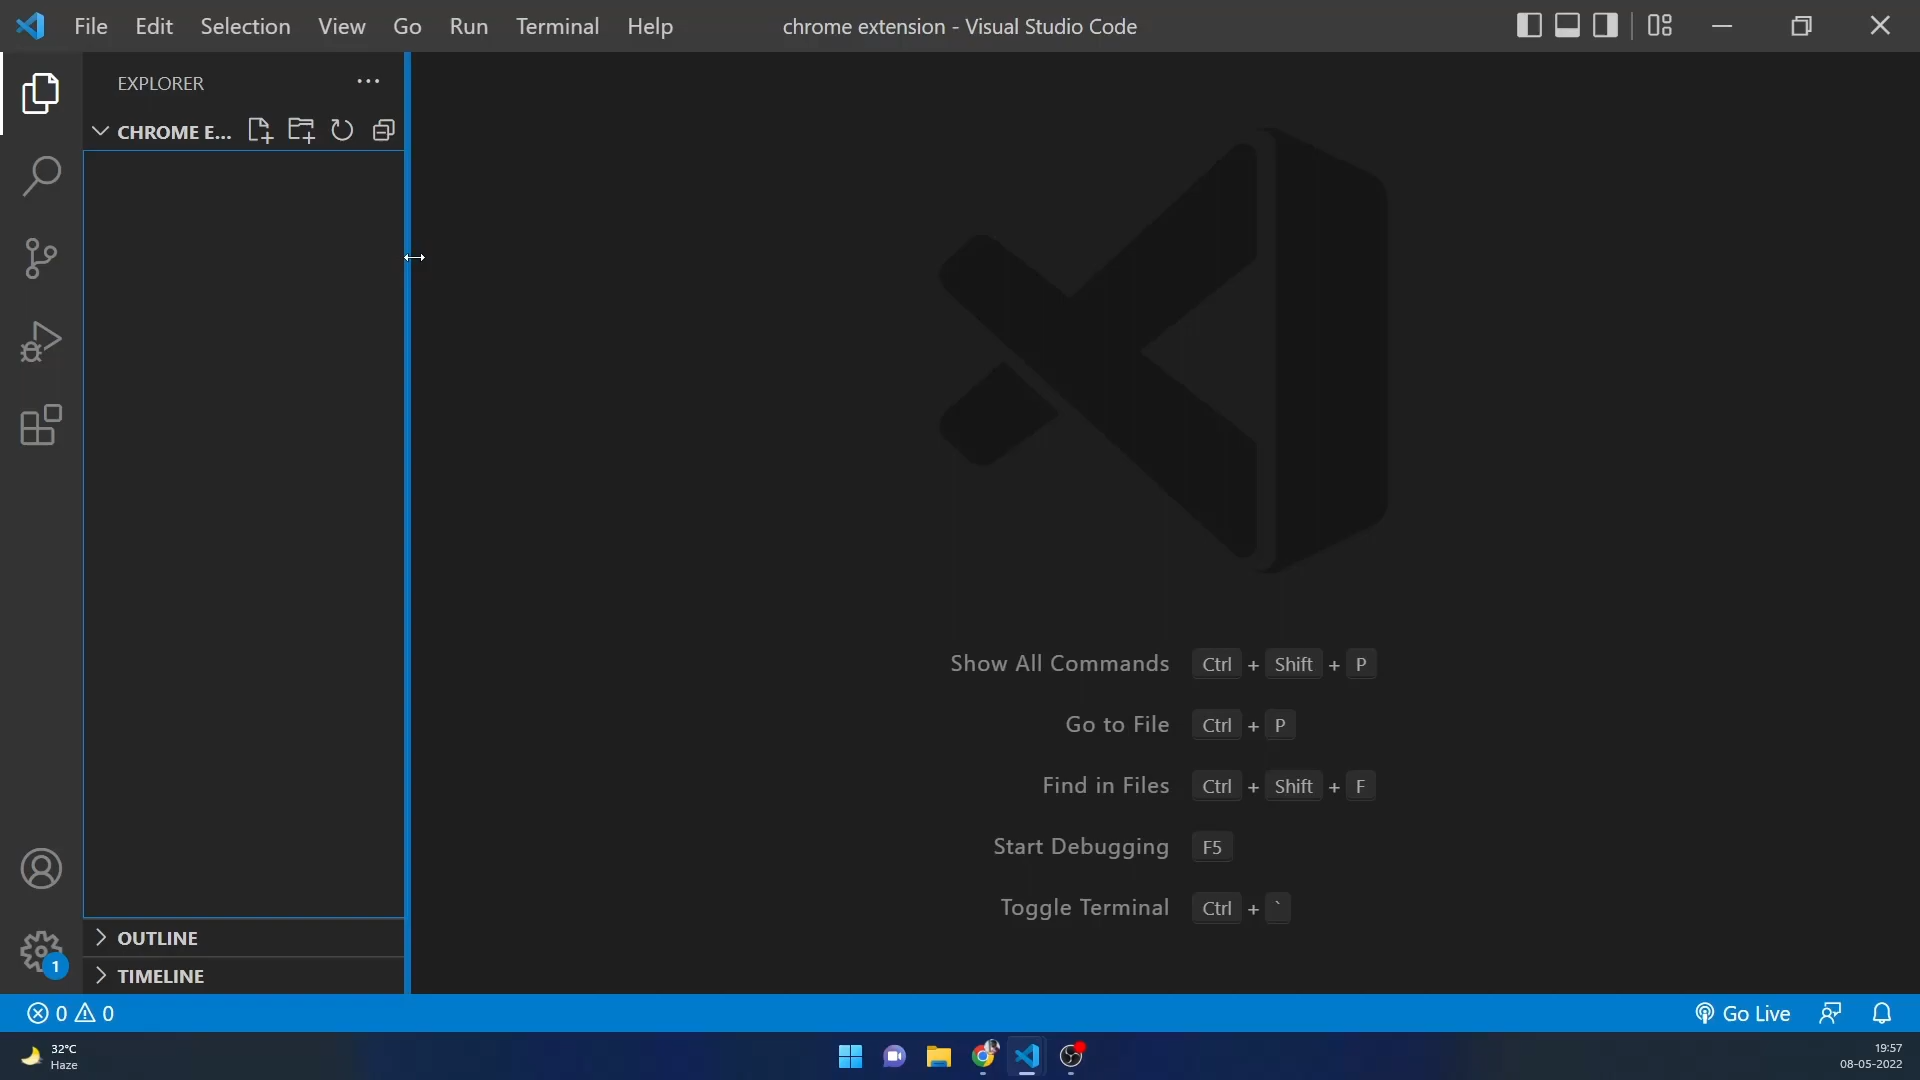 File Edit Selection View Go Run Terminal Help
chrome extension - Visual Studio Code
EXPLORER
CHROME E...
Show All Commands Ctrl + Shift + P
Go to File Ctrl + P
Find in Files Ctrl + Shift + F
Start Debugging F5
Toggle Terminal Ctrl + `
OUTLINE
TIMELINE
1
0 0
Go Live
32°C
Haze
19:57
08-05-2022